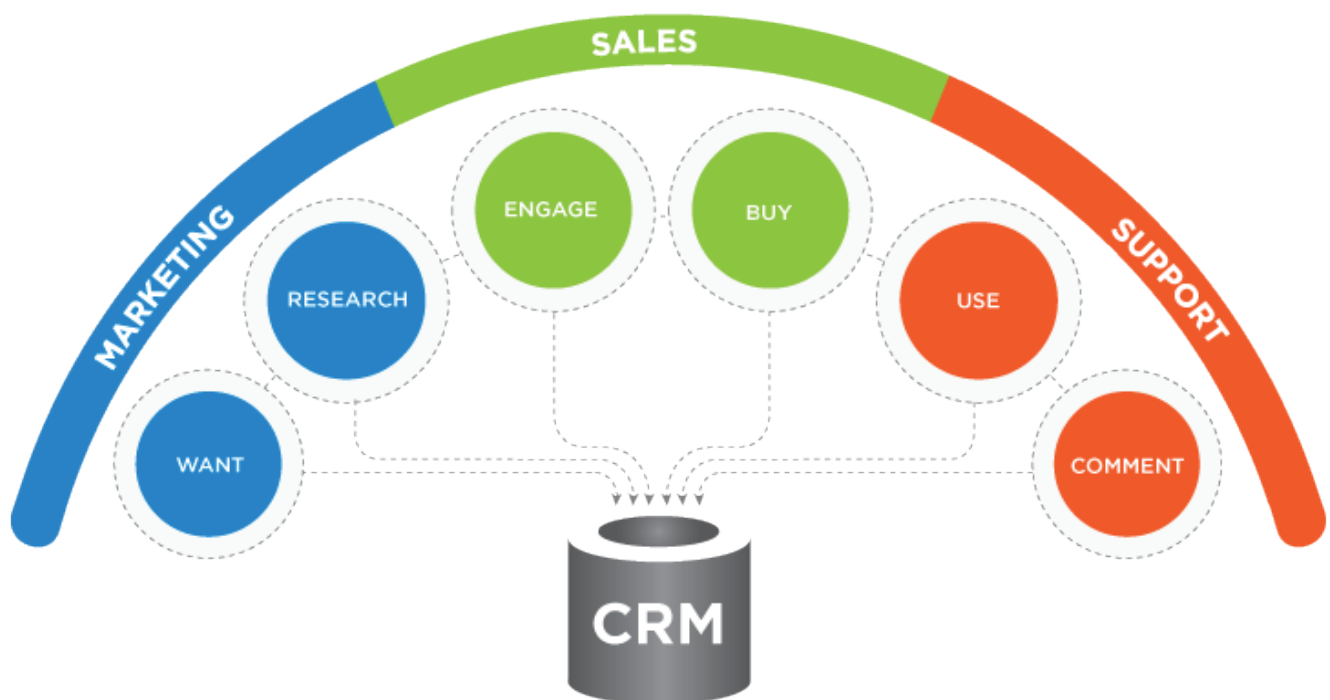 SALES
MARKETING
SUPPORT
WANT
RESEARCH
ENGAGE
BUY
USE
COMMENT
CRM